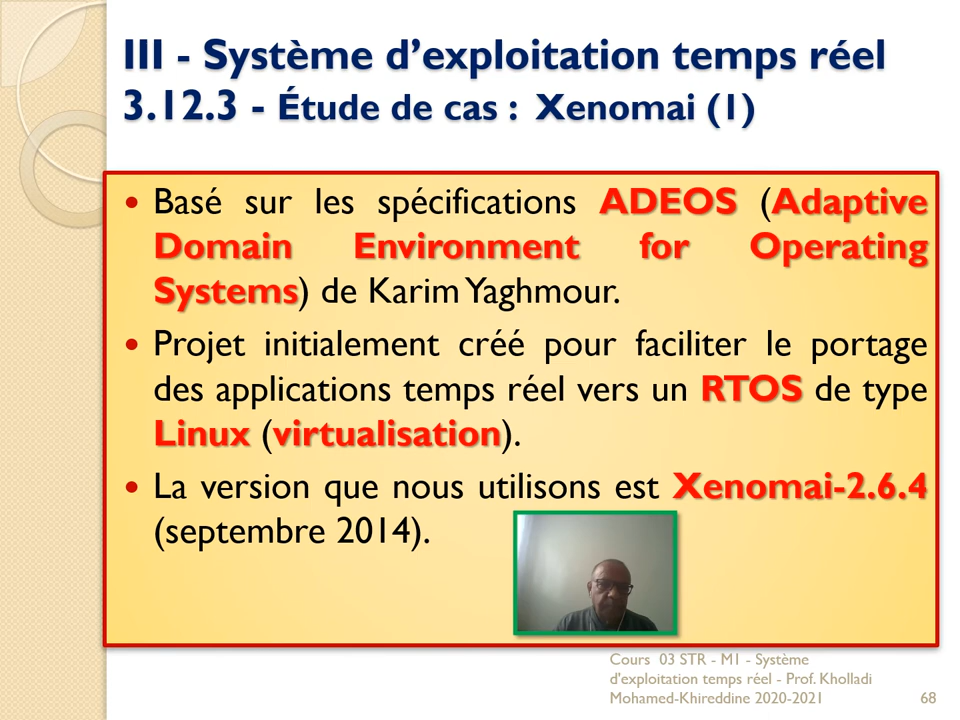 III - Système d’exploitation temps réel
3.12.3 - Étude de cas : Xenomai (1)
• Basé sur les spécifications ADEOS (Adaptive
Domain Environment for Operating
Systems) de Karim Yaghmour.
• Projet initialement créé pour faciliter le portage
des applications temps réel vers un RTOS de type
Linux (virtualisation).
• La version que nous utilisons est Xenomai-2.6.4
(septembre 2014).
Cours 03 STR - M1 - Système
d'exploitation temps réel - Prof. Kholladi
Mohamed-Khireddine 2020-2021
68